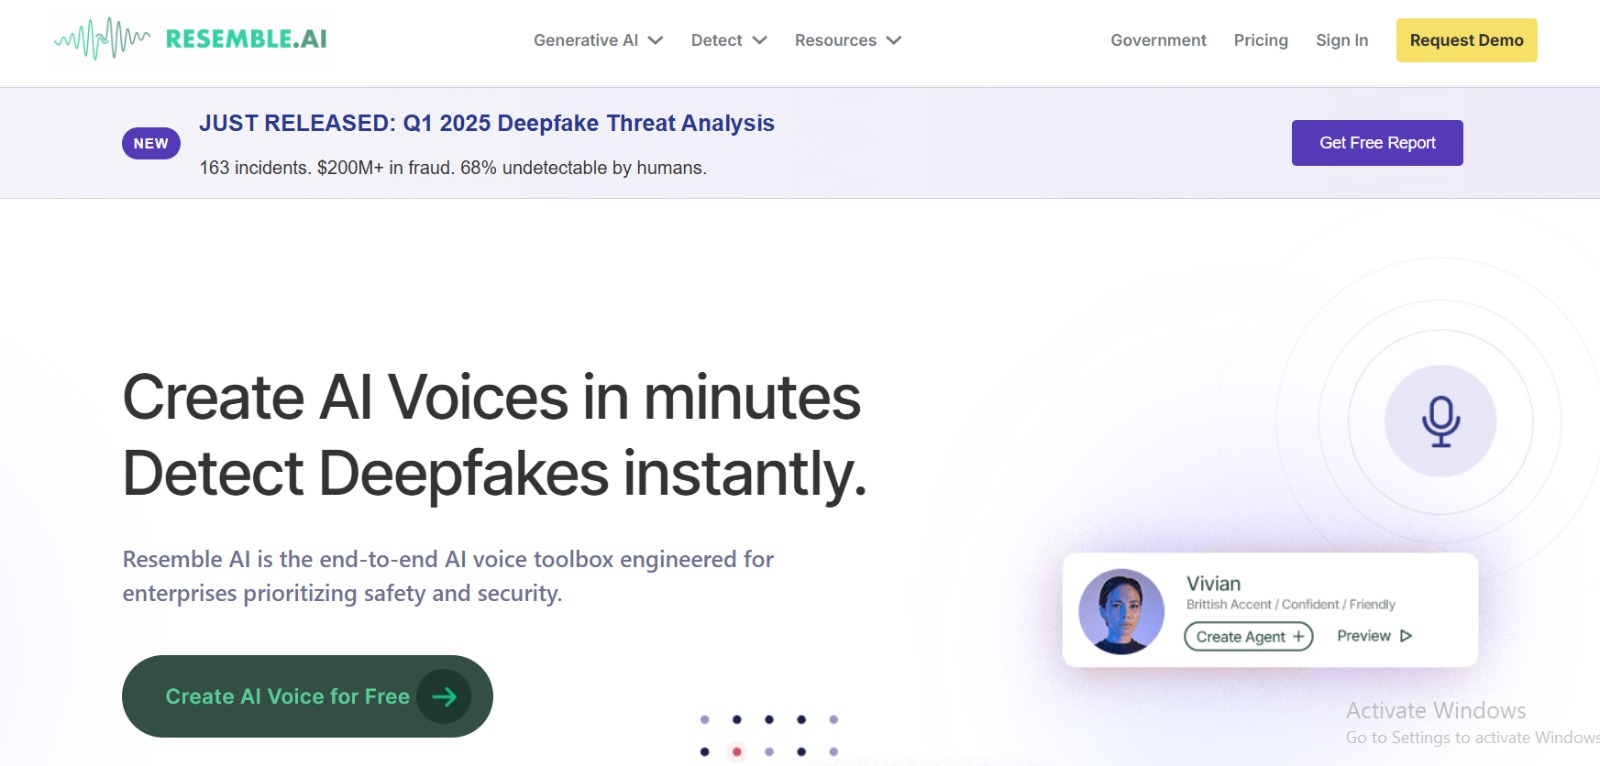 RESEMBLE.AI
Generative AI
Detect
Resources
Government
Pricing
Sign In
Request Demo
NEW
JUST RELEASED: Q1 2025 Deepfake Threat Analysis
163 incidents. $200M+ in fraud. 68% undetectable by humans.
Get Free Report
Create AI Voices in minutes
Detect Deepfakes instantly.
Resemble AI is the end-to-end AI voice toolbox engineered for
enterprises prioritizing safety and security.
Create AI Voice for Free
Vivian
Brittish Accent / Confident / Friendly
Create Agent +
Preview
Activate Windows
Go to Settings to activate Windows